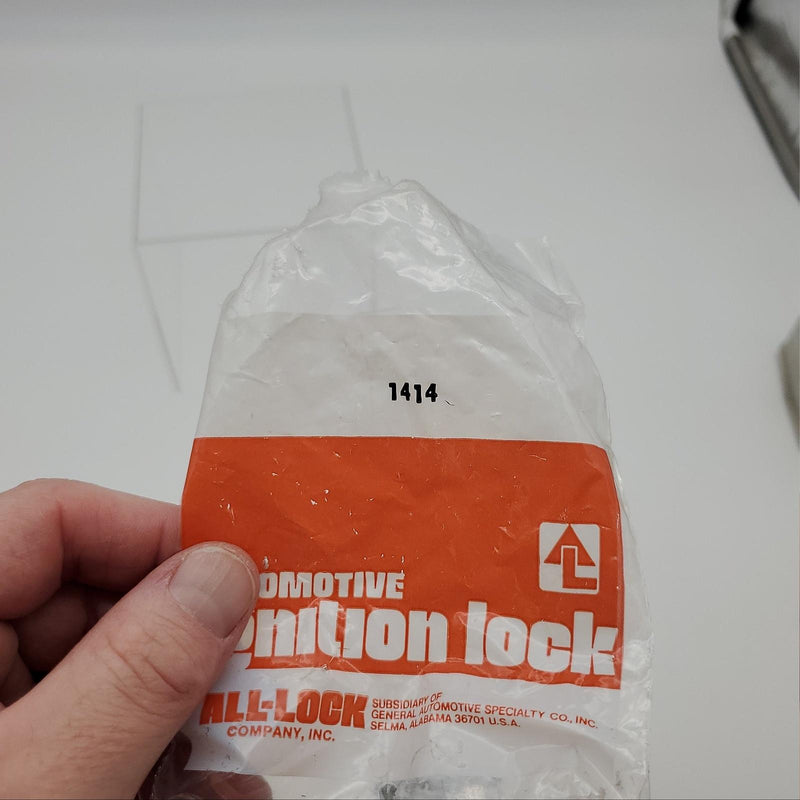 1414
OMOTIVE
nition lock
ALL-LOCK
COMPANY, INC.
SUBSIDIARY OF
GENERAL AUTOMOTIVE SPECIALTY CO., INC.
SELMA, ALABAMA 36701 U.S.A.